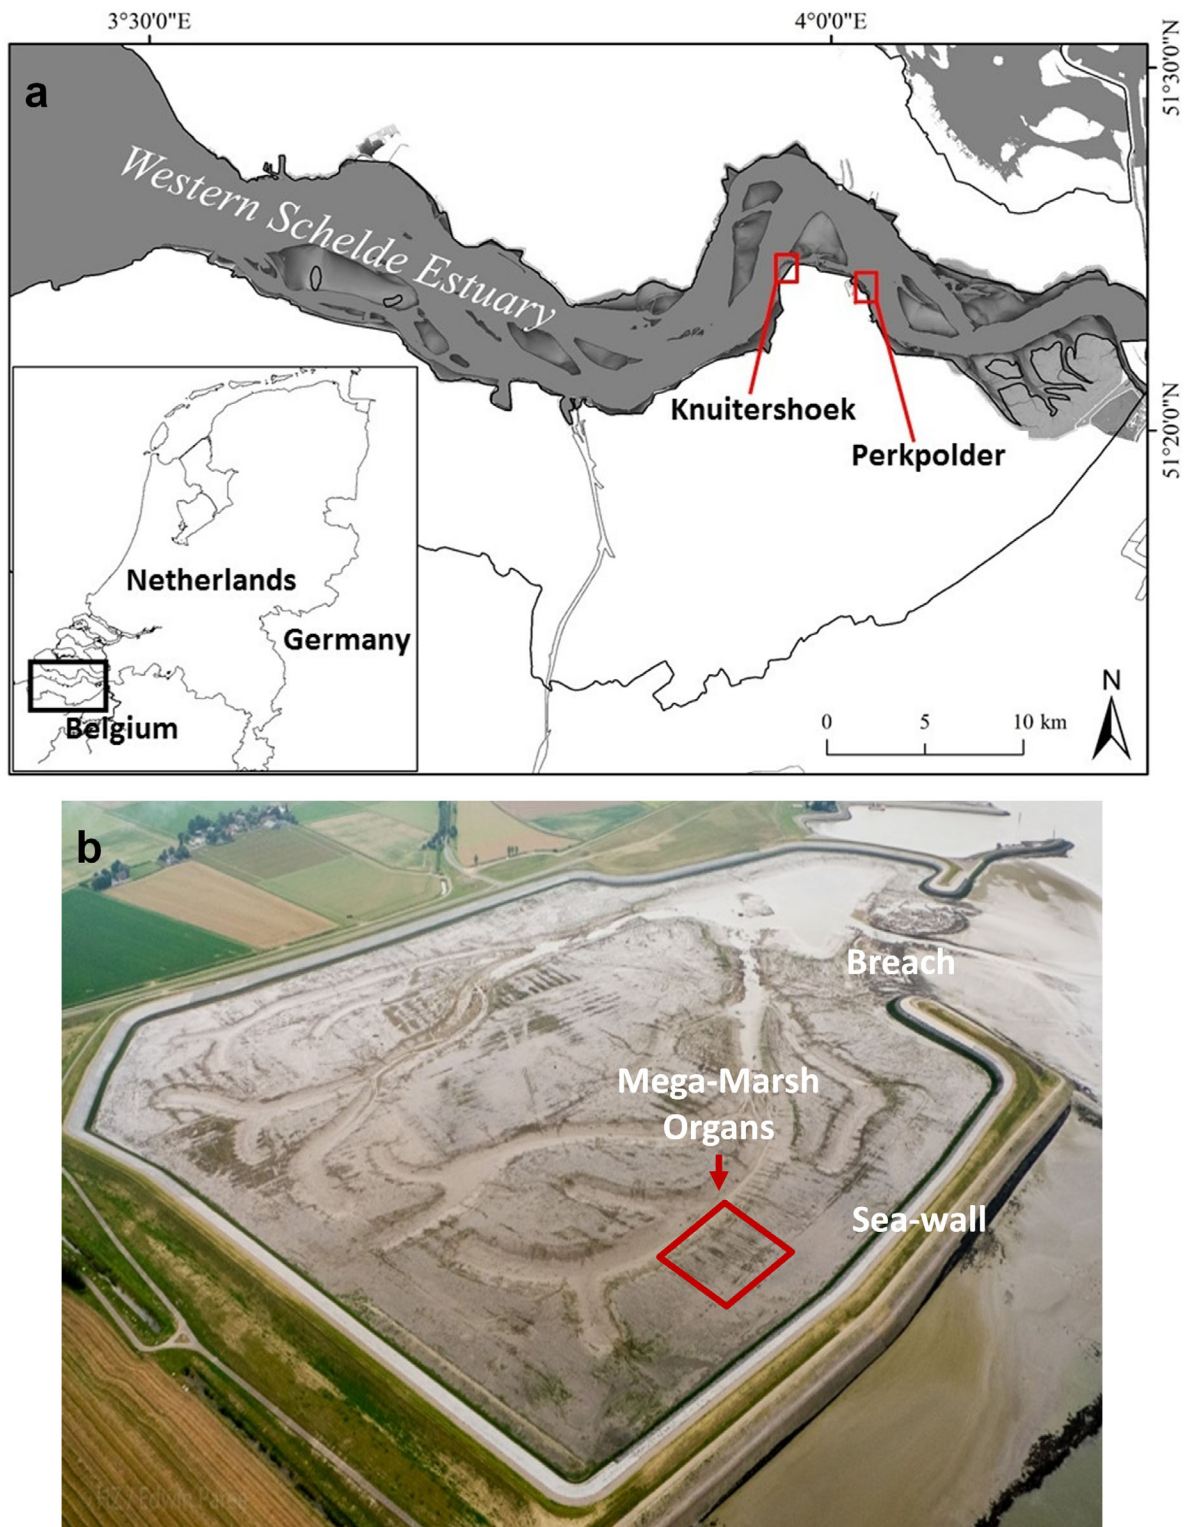 3°30'0"E
4°0'0"E
51°30'0"N
a
Western Schelde Estuary
Knuitershoek
Perkpolder
51°20'0"N
Netherlands
Germany
Belgium
N
0 5 10 km
b
Breach
Mega-Marsh
Organs
Sea-wall